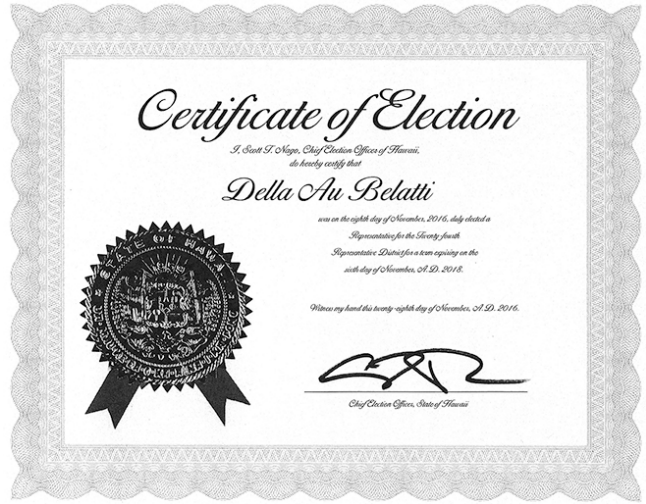 Certificate of Election
I, Scott T. Nago, Chief Election Officer of Hawaii,
do hereby certify that
Della Au Belatti
was on the eighth day of November, 2016, duly elected a
Representative for the Twenty-fourth
Representative District for a term expiring on the
sixth day of November, A.D. 2018.
Witness my hand this twenty-eighth day of November, A.D. 2016.
STATE OF HAWAII
Chief Election Officer, State of Hawaii